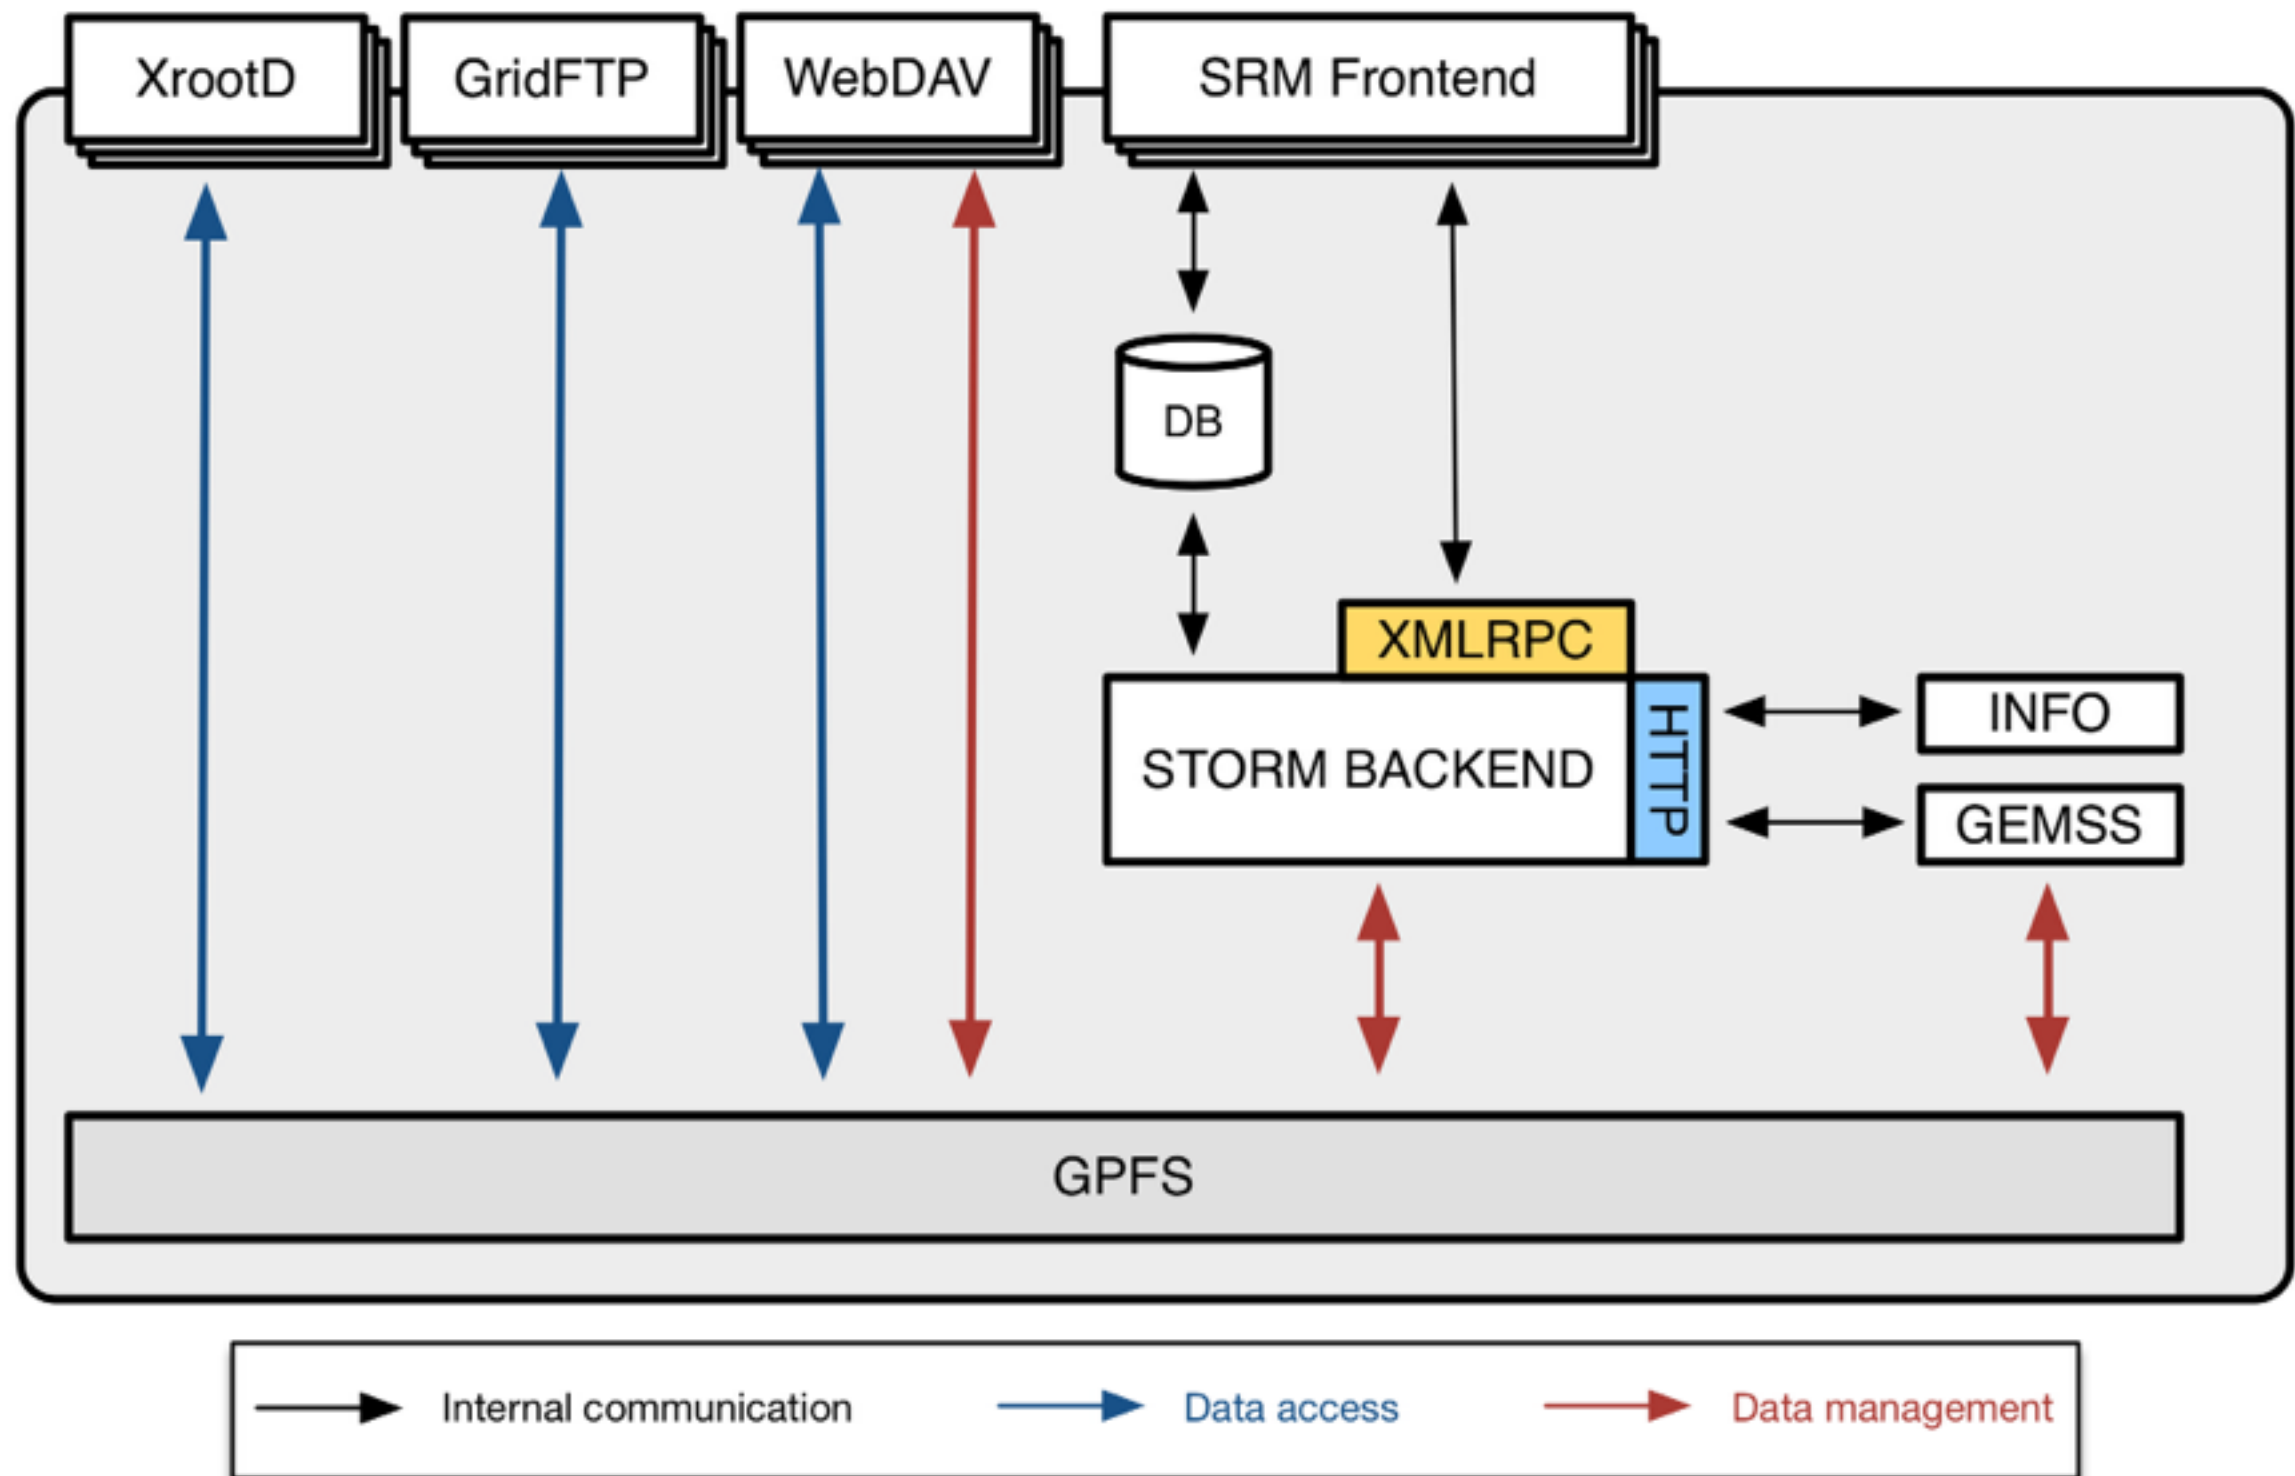 XrootD
GridFTP
WebDAV
SRM Frontend
DB
XMLRPC
STORM BACKEND
HTTP
INFO
GEMSS
GPFS
Internal communication
Data access
Data management